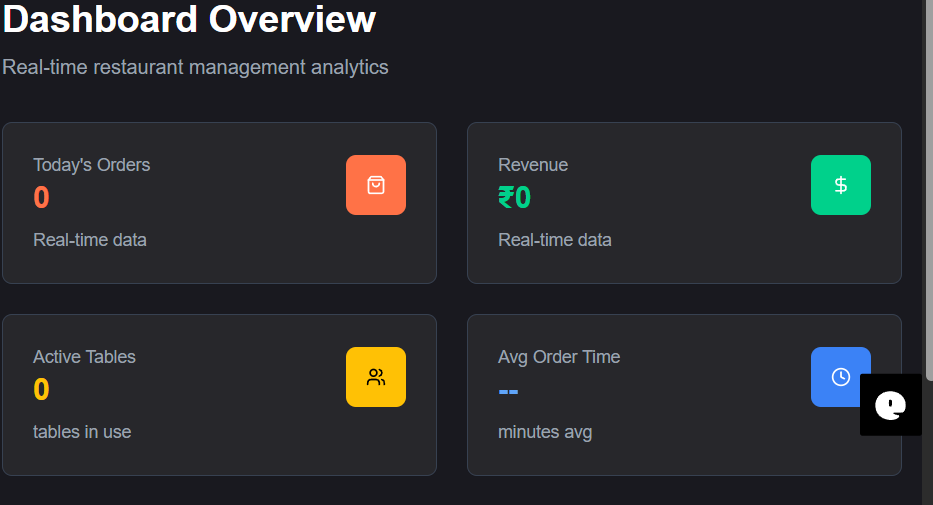 Dashboard Overview
Real-time restaurant management analytics
Today's Orders
0
Real-time data
Revenue
₹0
Real-time data
Active Tables
0
tables in use
Avg Order Time
--
minutes avg